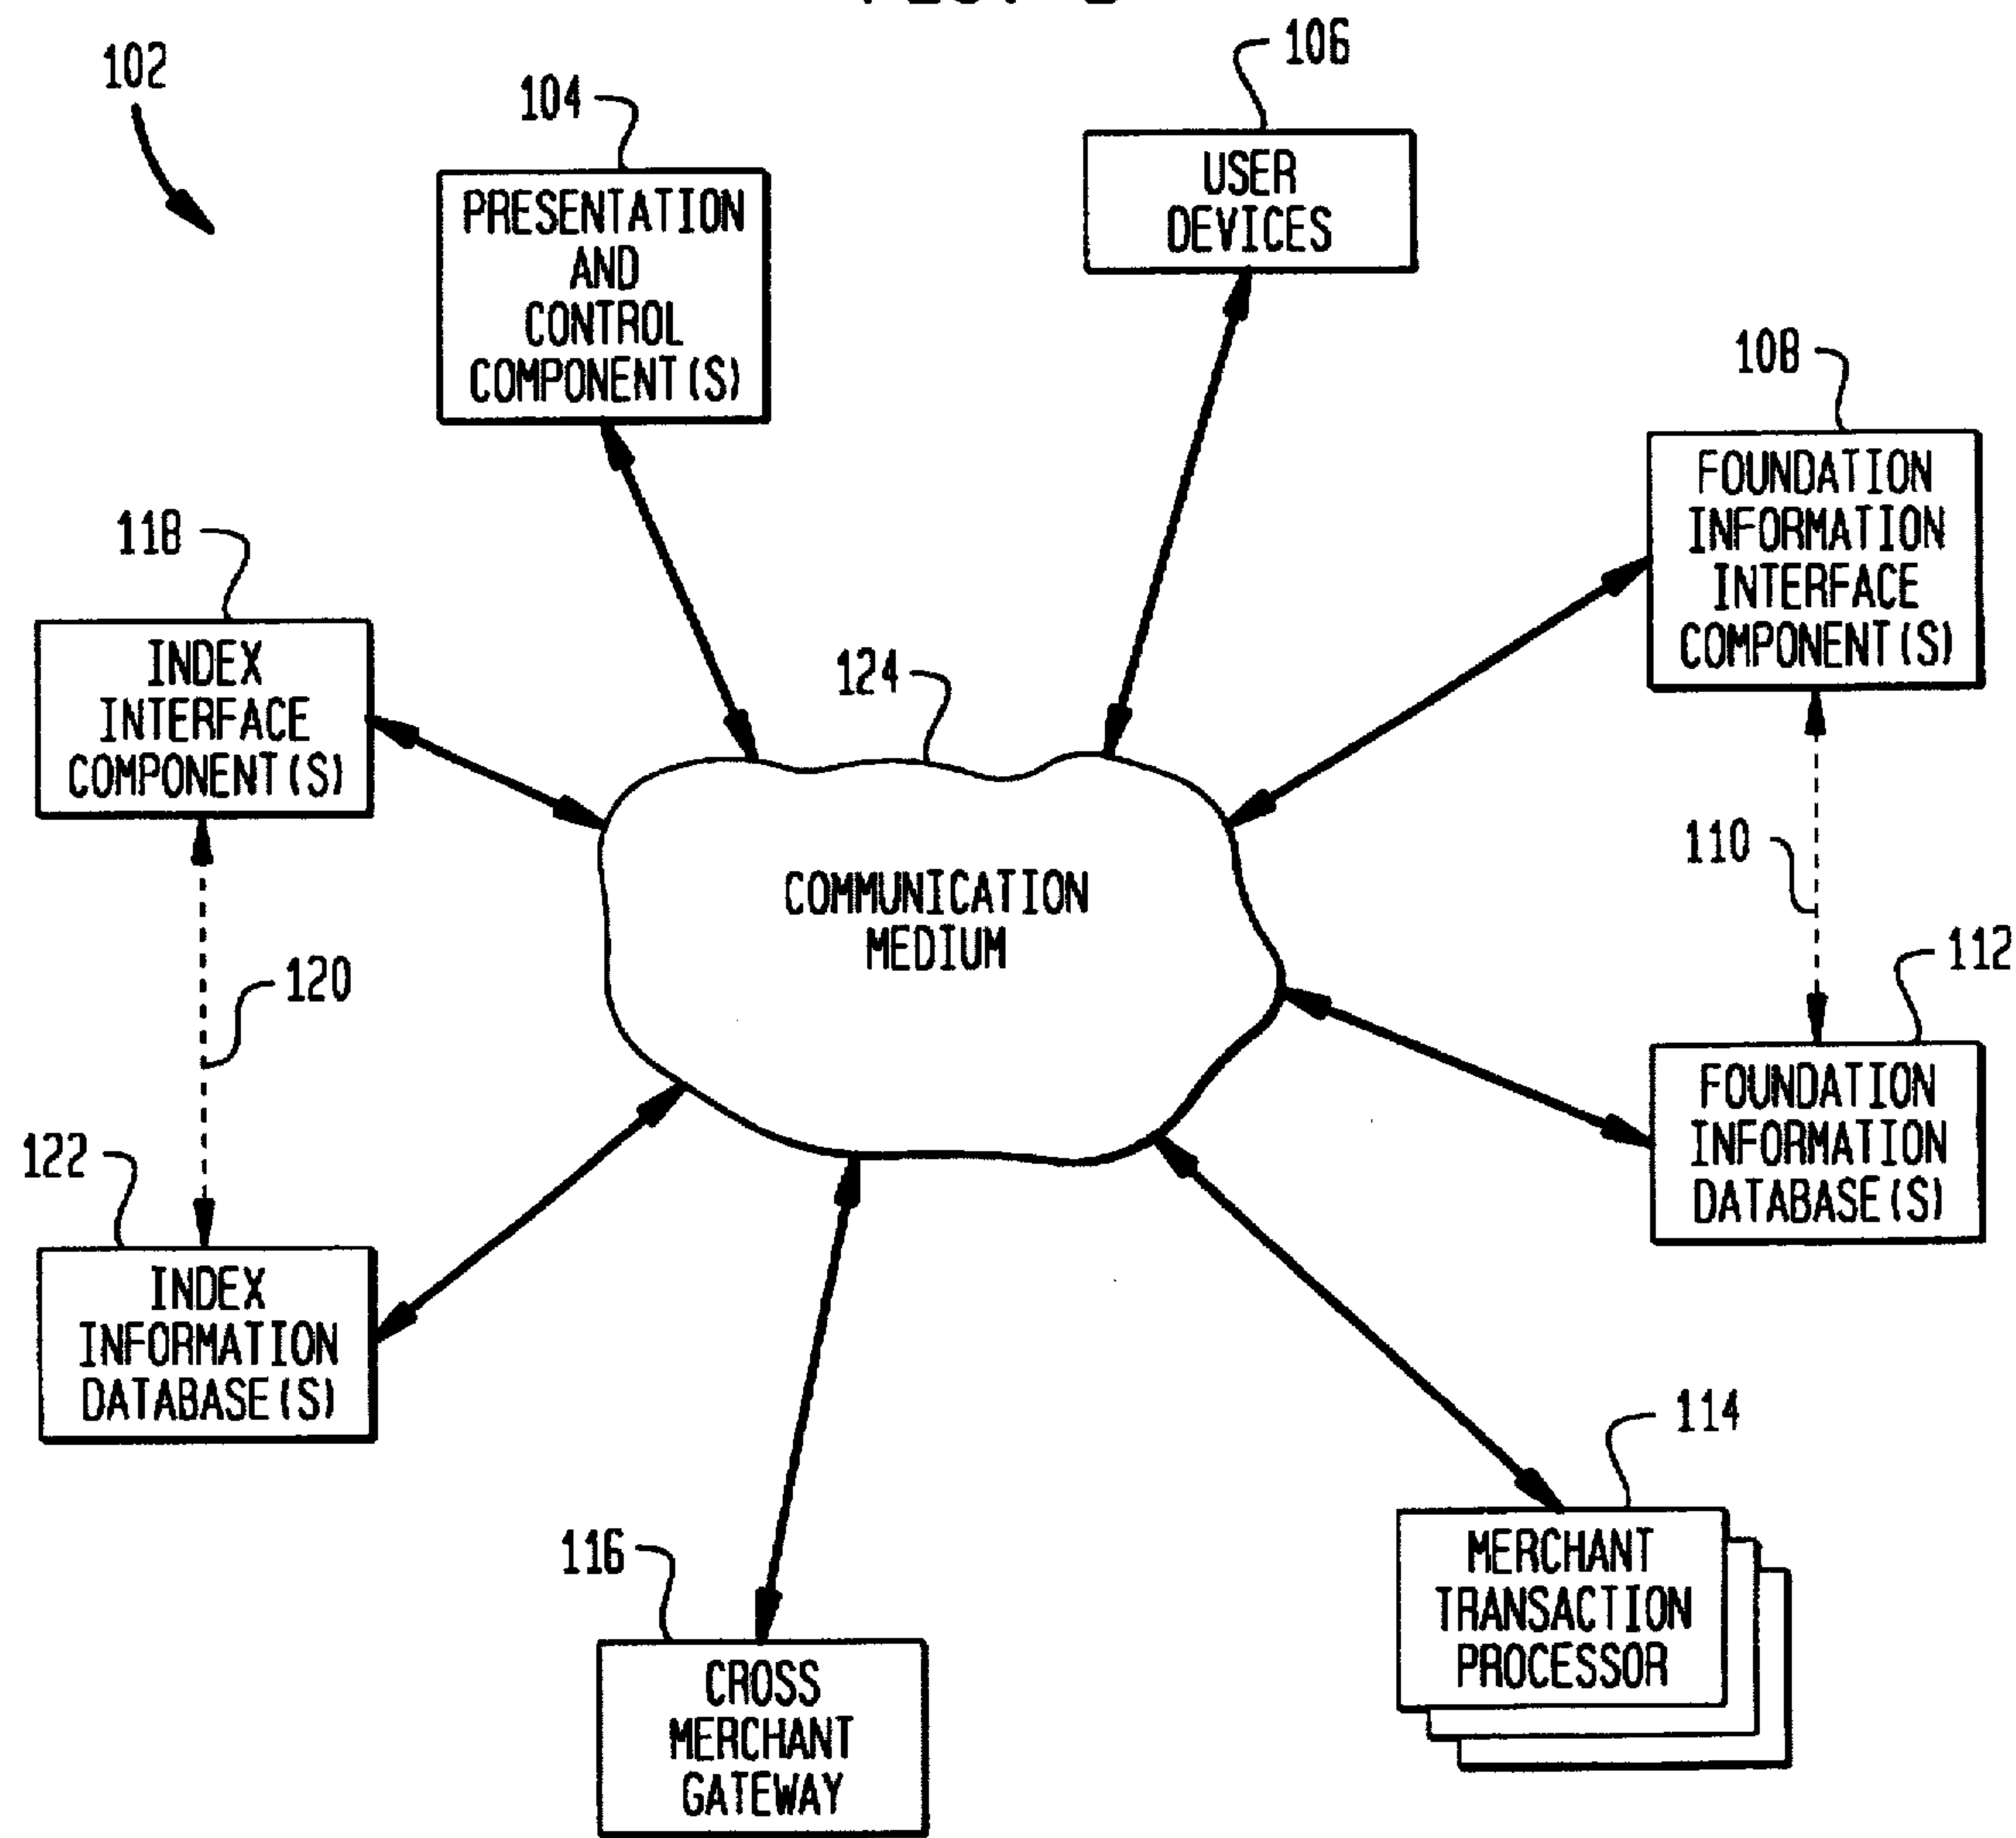 102
104
PRESENTATION
AND
CONTROL
COMPONENT(S)
106
USER
DEVICES
108
FOUNDATION
INFORMATION
INTERFACE
COMPONENT(S)
118
INDEX
INTERFACE
COMPONENT(S)
124
COMMUNICATION
MEDIUM
110
120
112
FOUNDATION
INFORMATION
DATABASE(S)
122
INDEX
INFORMATION
DATABASE(S)
114
MERCHANT
TRANSACTION
PROCESSOR
116
CROSS
MERCHANT
GATEWAY